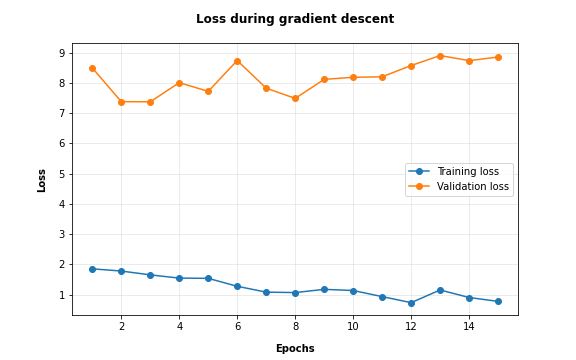 Loss during gradient descent
9
8
7
6
5
4
3
2
1
Loss
Training loss
Validation loss
2 4 6 8 10 12 14
Epochs